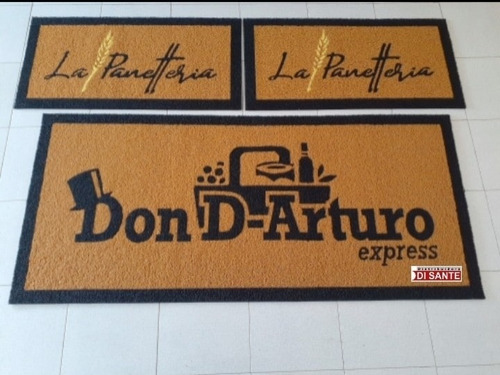 La Panetteria
La Panetteria
Don D-Arturo
express
DI SANTE